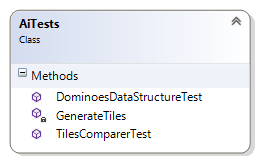 AiTests
Class
Methods
DominoesDataStructureTest
GenerateTiles
TilesComparerTest